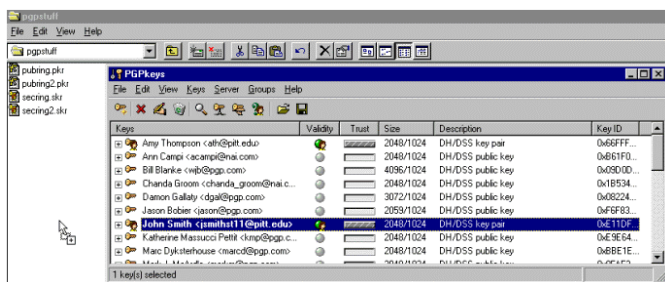 pgpstuff
File Edit View Help
pgpstuff
pubring.pkr
pubring2.pkr
secring.skr
secring2.skr
PGPkeys
File Edit View Keys Server Groups Help
Keys Validity Trust Size Description Key ID
Amy Thompson <ath@pitt.edu> 2048/1024 DH/DSS key pair 0x66FFF...
Ann Campi <acampi@nai.com> 2048/1024 DH/DSS public key 0xB61F0...
Bill Blanke <wjb@pgp.com> 4096/1024 DH/DSS public key 0x09D0D...
Chanda Groom <chanda_groom@nai.c... 2048/1024 DH/DSS public key 0x1B534...
Damon Gallaty <dgal@pgp.com> 3072/1024 DH/DSS public key 0x08224...
Jason Bobier <jason@pgp.com> 2059/1024 DH/DSS public key 0xF6F83...
John Smith <jsmithst11@pitt.edu> 2048/1024 DH/DSS key pair 0xE11DF...
Katherine Massucci Pettit <kmp@pgp.c... 2048/1024 DH/DSS public key 0xE9E64...
Marc Dyksterhouse <marcd@pgp.com> 2048/1024 DH/DSS public key 0xBBE1E...
1 key(s) selected